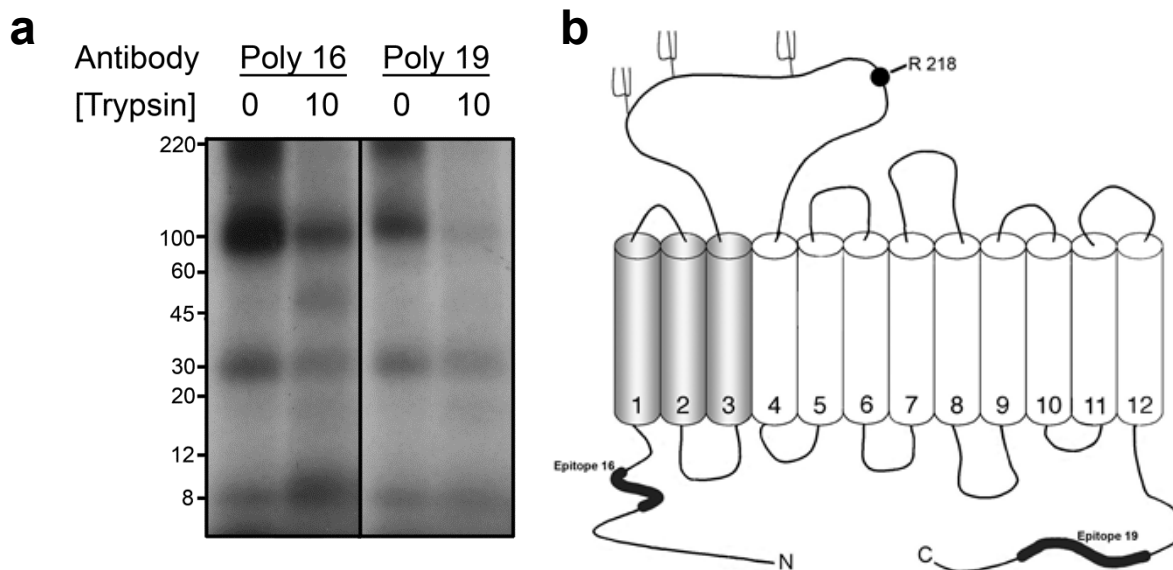 a
Antibody Poly 16 Poly 19
[Trypsin] 0 10 0 10
220
100
60
45
30
20
12
8
b
R 218
1 2 3 4 5 6 7 8 9 10 11 12
Epitope 16
N
C
Epitope 19